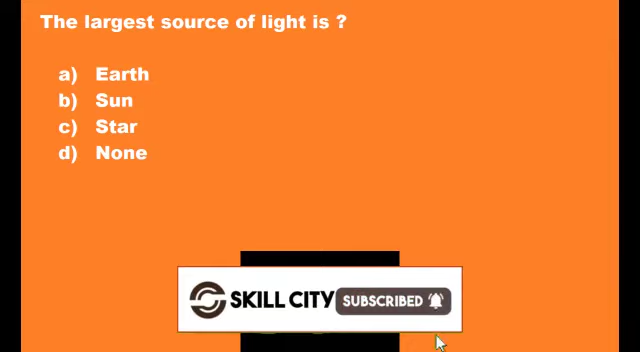 The largest source of light is ?
a) Earth
b) Sun
c) Star
d) None
SKILL CITY SUBSCRIBED